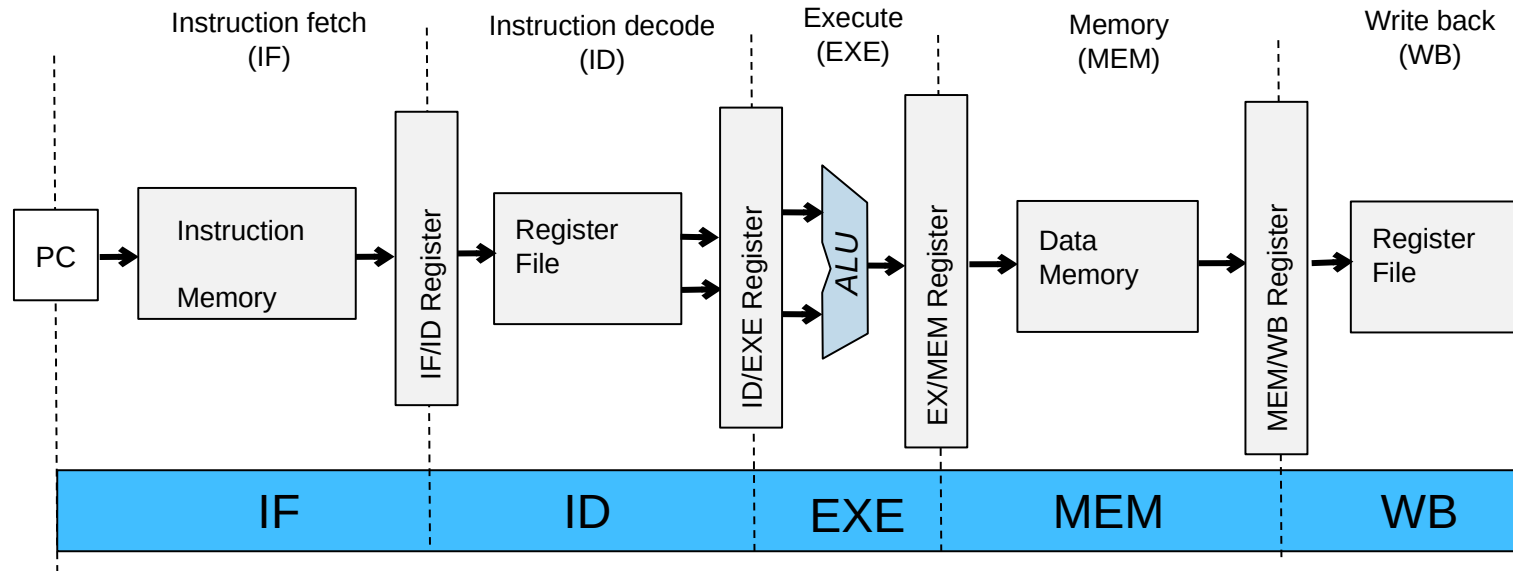 Instruction fetch
(IF)
Instruction decode
(ID)
Execute
(EXE)
Memory
(MEM)
Write back
(WB)
PC
Instruction
Memory
IF/ID Register
Register
File
ID/EXE Register
ALU
EX/MEM Register
Data
Memory
MEM/WB Register
Register
File
IF
ID
EXE
MEM
WB